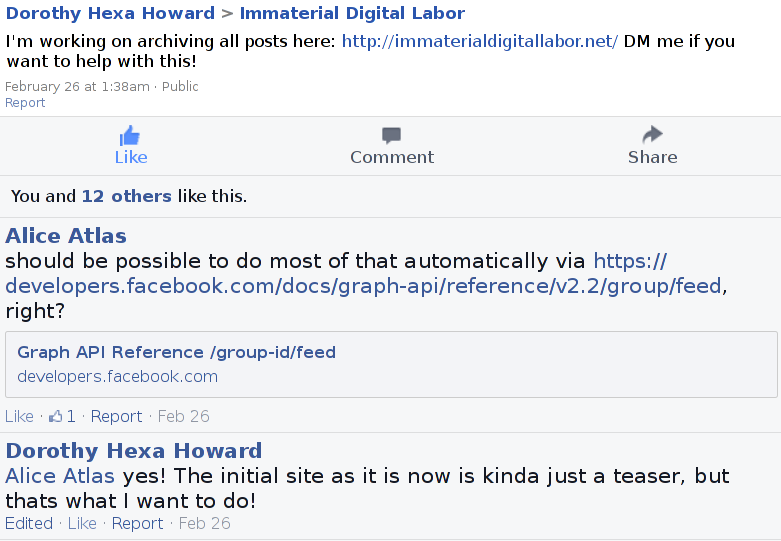 Dorothy Hexa Howard > Immaterial Digital Labor
I'm working on archiving all posts here: http://immaterialdigitallabor.net/ DM me if you
want to help with this!
February 26 at 1:38am · Public
Report
Like Comment Share
You and 12 others like this.
Alice Atlas
should be possible to do most of that automatically via https://
developers.facebook.com/docs/graph-api/reference/v2.2/group/feed,
right?
Graph API Reference /group-id/feed
developers.facebook.com
Like · 1 · Report · Feb 26
Dorothy Hexa Howard
Alice Atlas yes! The initial site as it is now is kinda just a teaser, but
thats what I want to do!
Edited · Like · Report · Feb 26